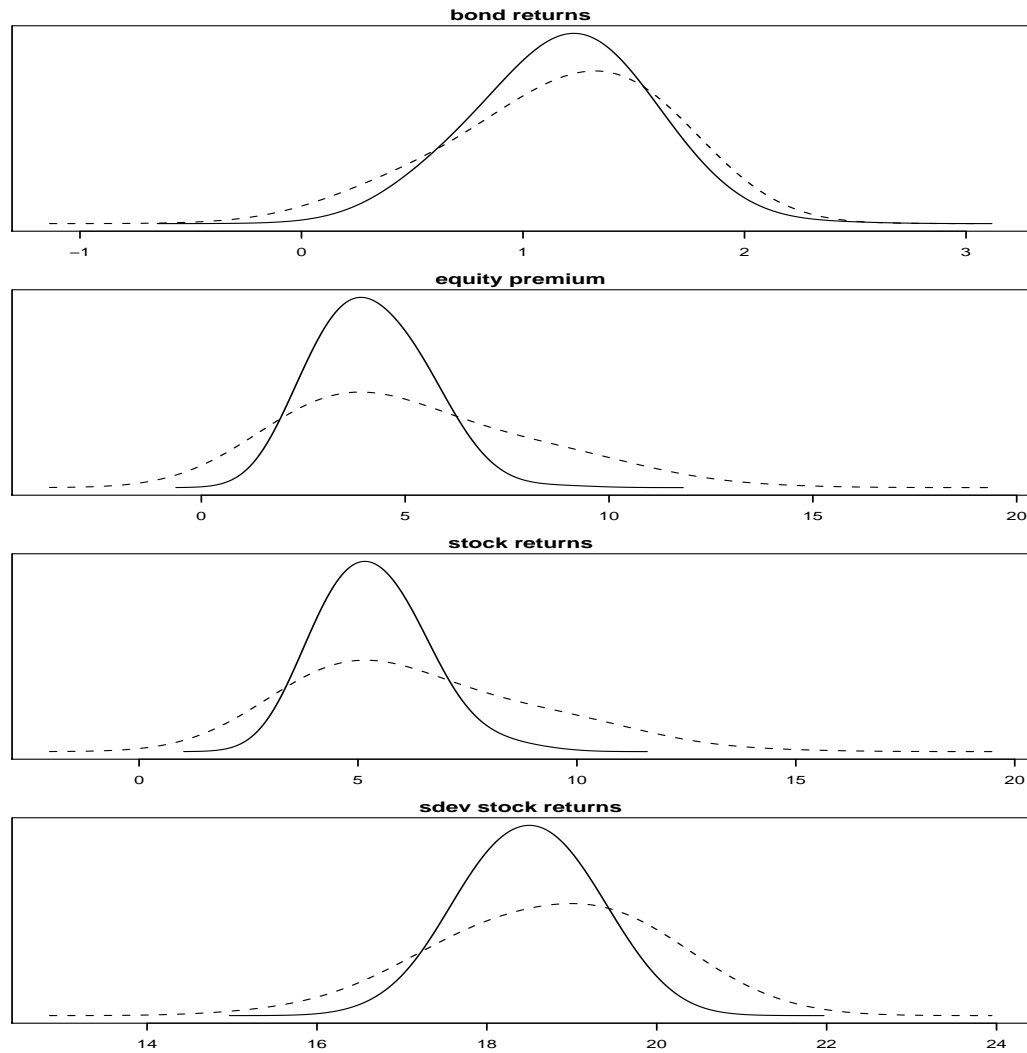 bond returns
−1 0 1 2 3
equity premium
0 5 10 15 20
stock returns
0 5 10 15 20
sdev stock returns
14 16 18 20 22 24